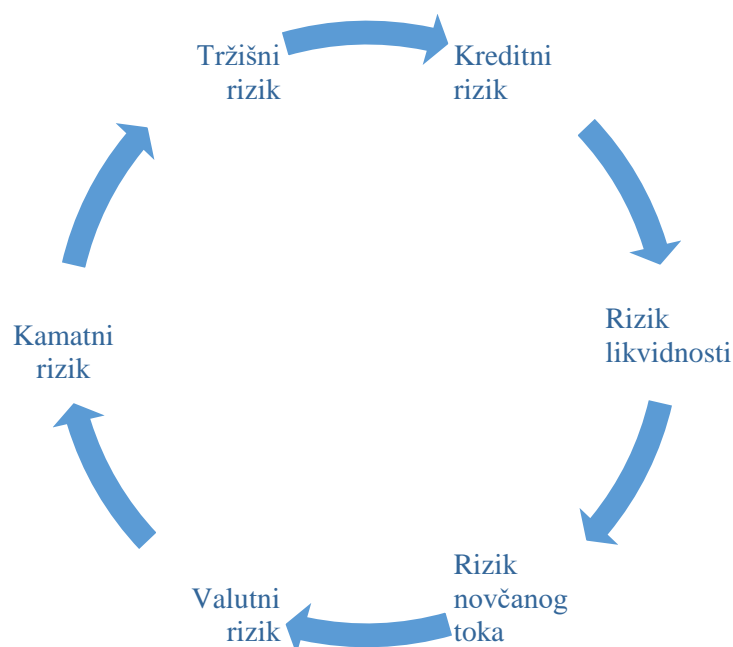 Tržišni
rizik
Kreditni
rizik
Rizik
likvidnosti
Rizik
novčanog
toka
Valutni
rizik
Kamatni
rizik